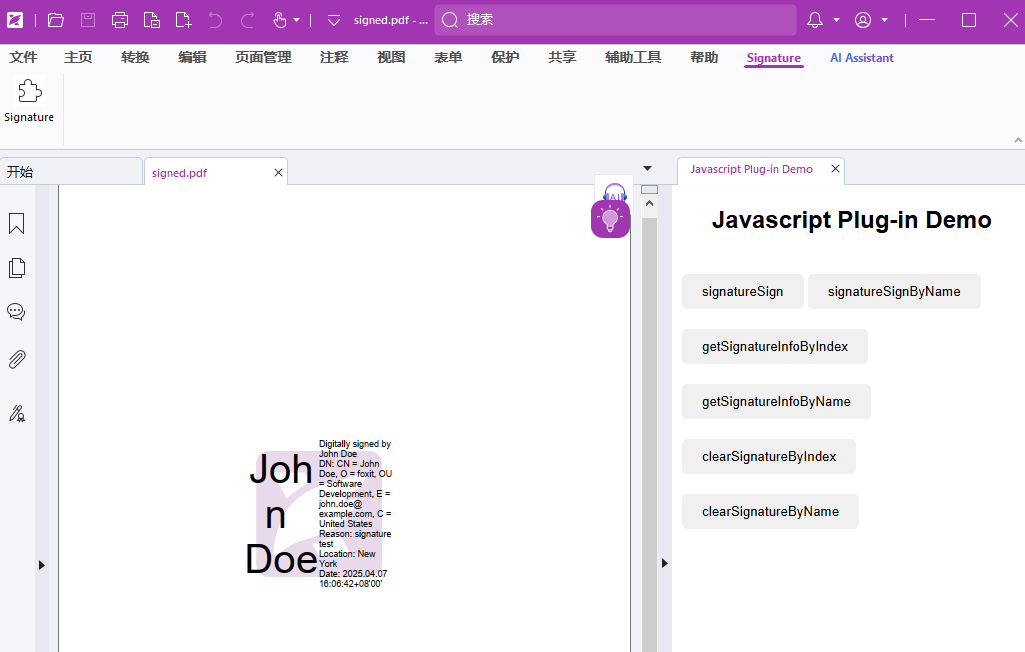 signed.pdf - ...
搜索
文件 主页 转换 编辑 页面管理 注释 视图 表单 保护 共享 辅助工具 帮助 Signature AI Assistant
Signature
开始
signed.pdf
Javascript Plug-in Demo
AI
Javascript Plug-in Demo
signatureSign
signatureSignByName
getSignatureInfoByIndex
getSignatureInfoByName
clearSignatureByIndex
clearSignatureByName
Joh
n
Doe
Digitally signed by
John Doe
DN: CN = John
Doe, O = foxit, OU
= Software
Development, E =
john.doe@
example.com, C =
United States
Reason: signature
test
Location: New
York
Date: 2025.04.07
16:06:42+08'00'